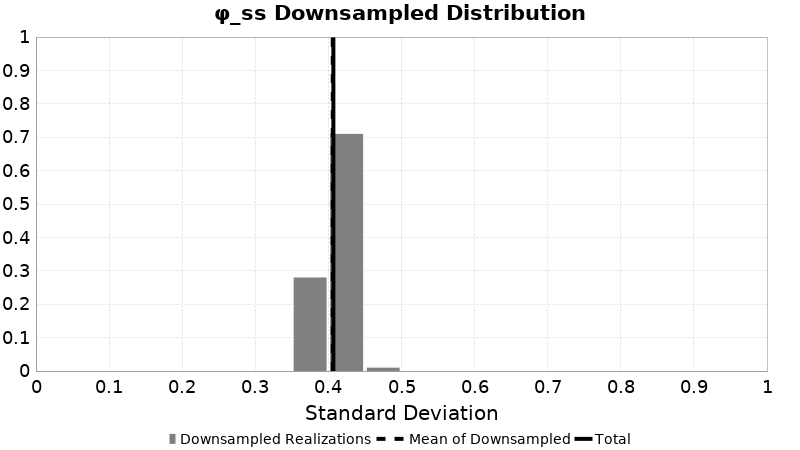 φ_ss Downsampled Distribution
1
0.9
0.8
0.7
0.6
0.5
0.4
0.3
0.2
0.1
0
0 0.1 0.2 0.3 0.4 0.5 0.6 0.7 0.8 0.9 1
Standard Deviation
Downsampled Realizations Mean of Downsampled Total